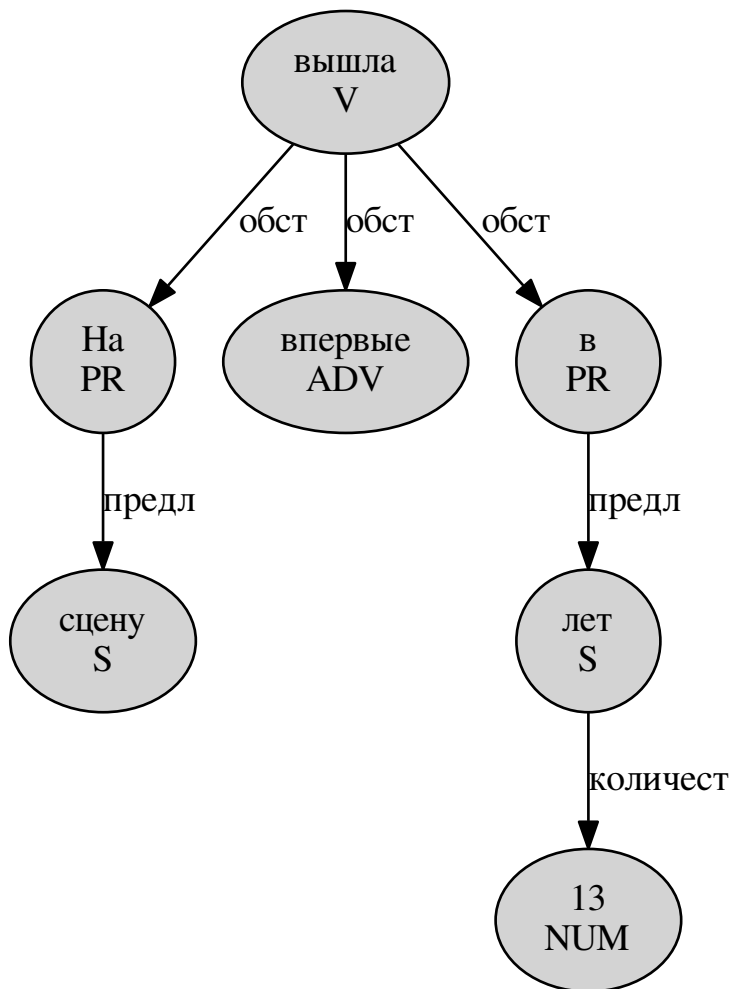 вышла
V
обст
обст
обст
На
PR
впервые
ADV
в
PR
предл
предл
сцену
S
лет
S
количест
13
NUM